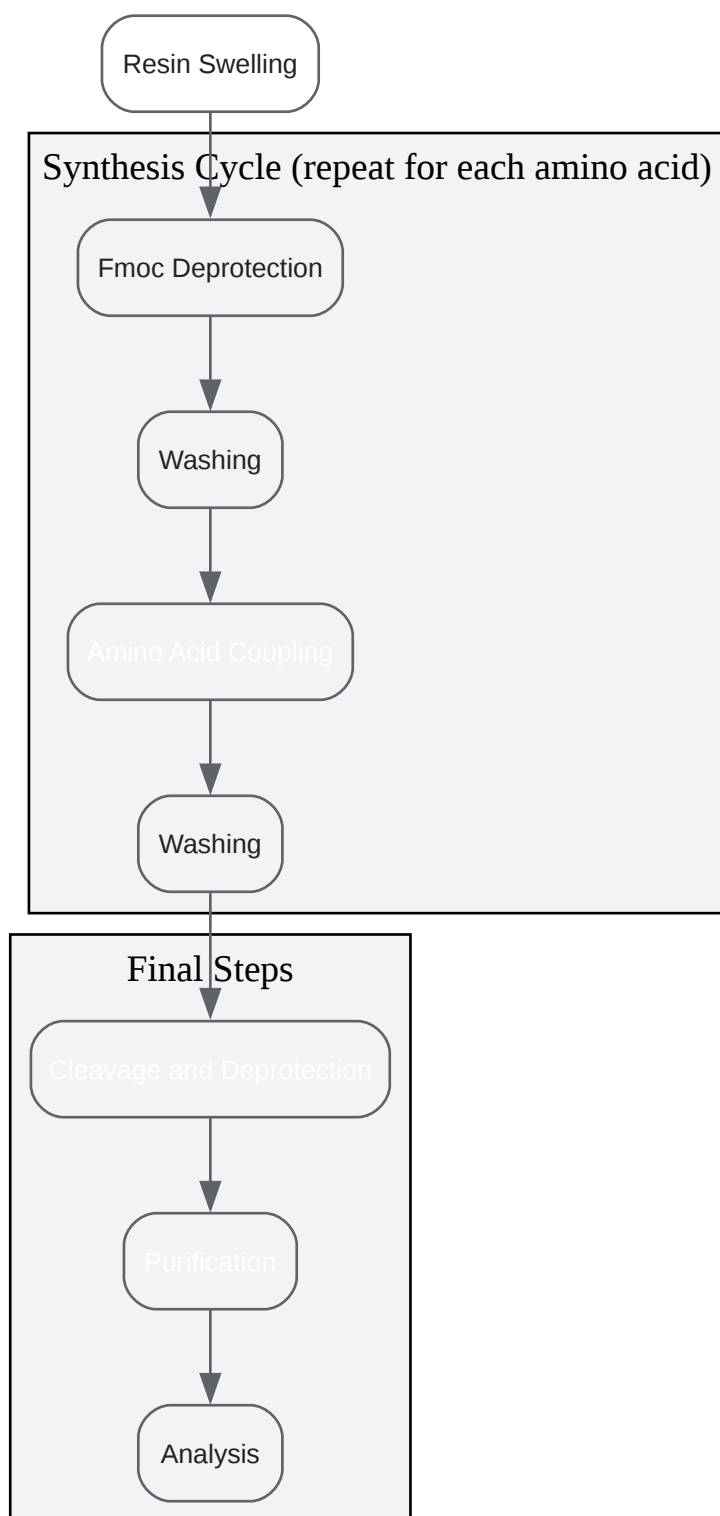 Resin Swelling
Synthesis Cycle (repeat for each amino acid)
Fmoc Deprotection
Washing
Amino Acid Coupling
Washing
Final Steps
Cleavage and Deprotection
Purification
Analysis